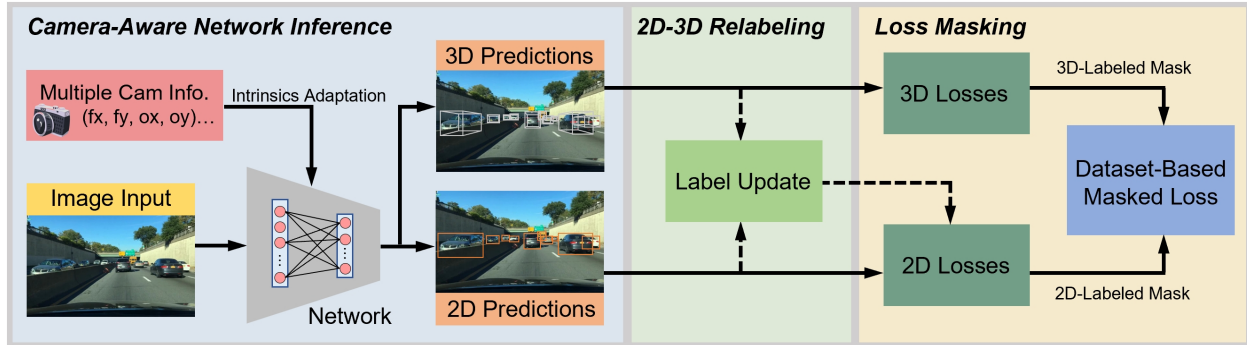 Camera-Aware Network Inference
Multiple Cam Info.
(fx, fy, ox, oy)...
Intrinsics Adaptation
Image Input
Network
3D Predictions
2D Predictions
2D-3D Relabeling
Label Update
Loss Masking
3D Losses
3D-Labeled Mask
Dataset-Based
Masked Loss
2D Losses
2D-Labeled Mask